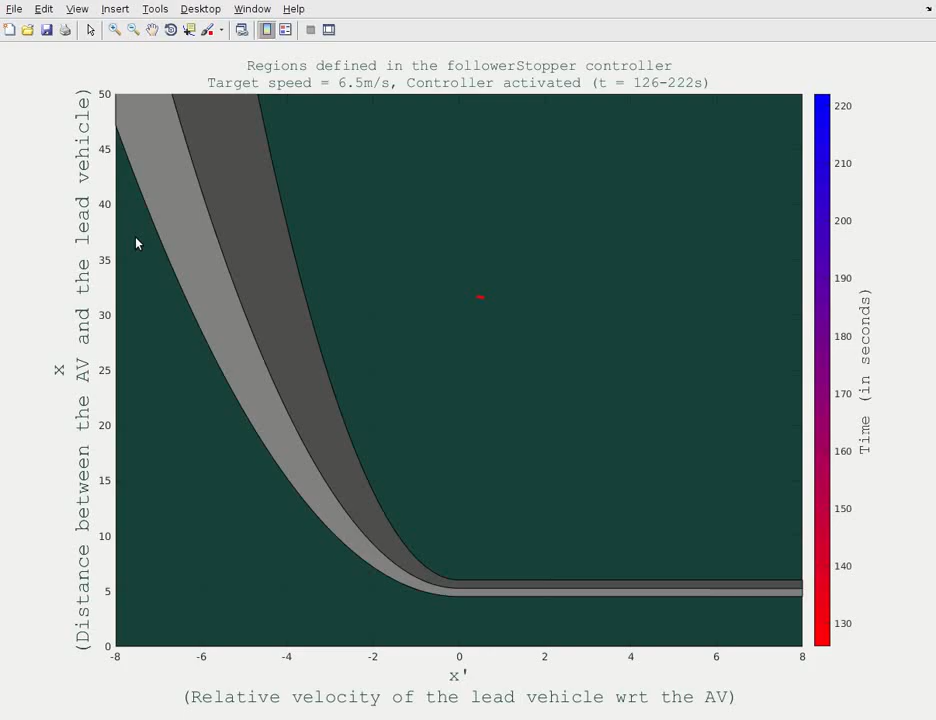 File Edit View Insert Tools Desktop Window Help
Regions defined in the followerStopper controller
Target speed = 6.5m/s, Controller activated (t = 126-222s)
x
(Distance between the AV and the lead vehicle)
50
45
40
35
30
25
20
15
10
5
0
-8 -6 -4 -2 0 2 4 6 8
x'
(Relative velocity of the lead vehicle wrt the AV)
220
210
200
190
180
170
160
150
140
130
Time (in seconds)